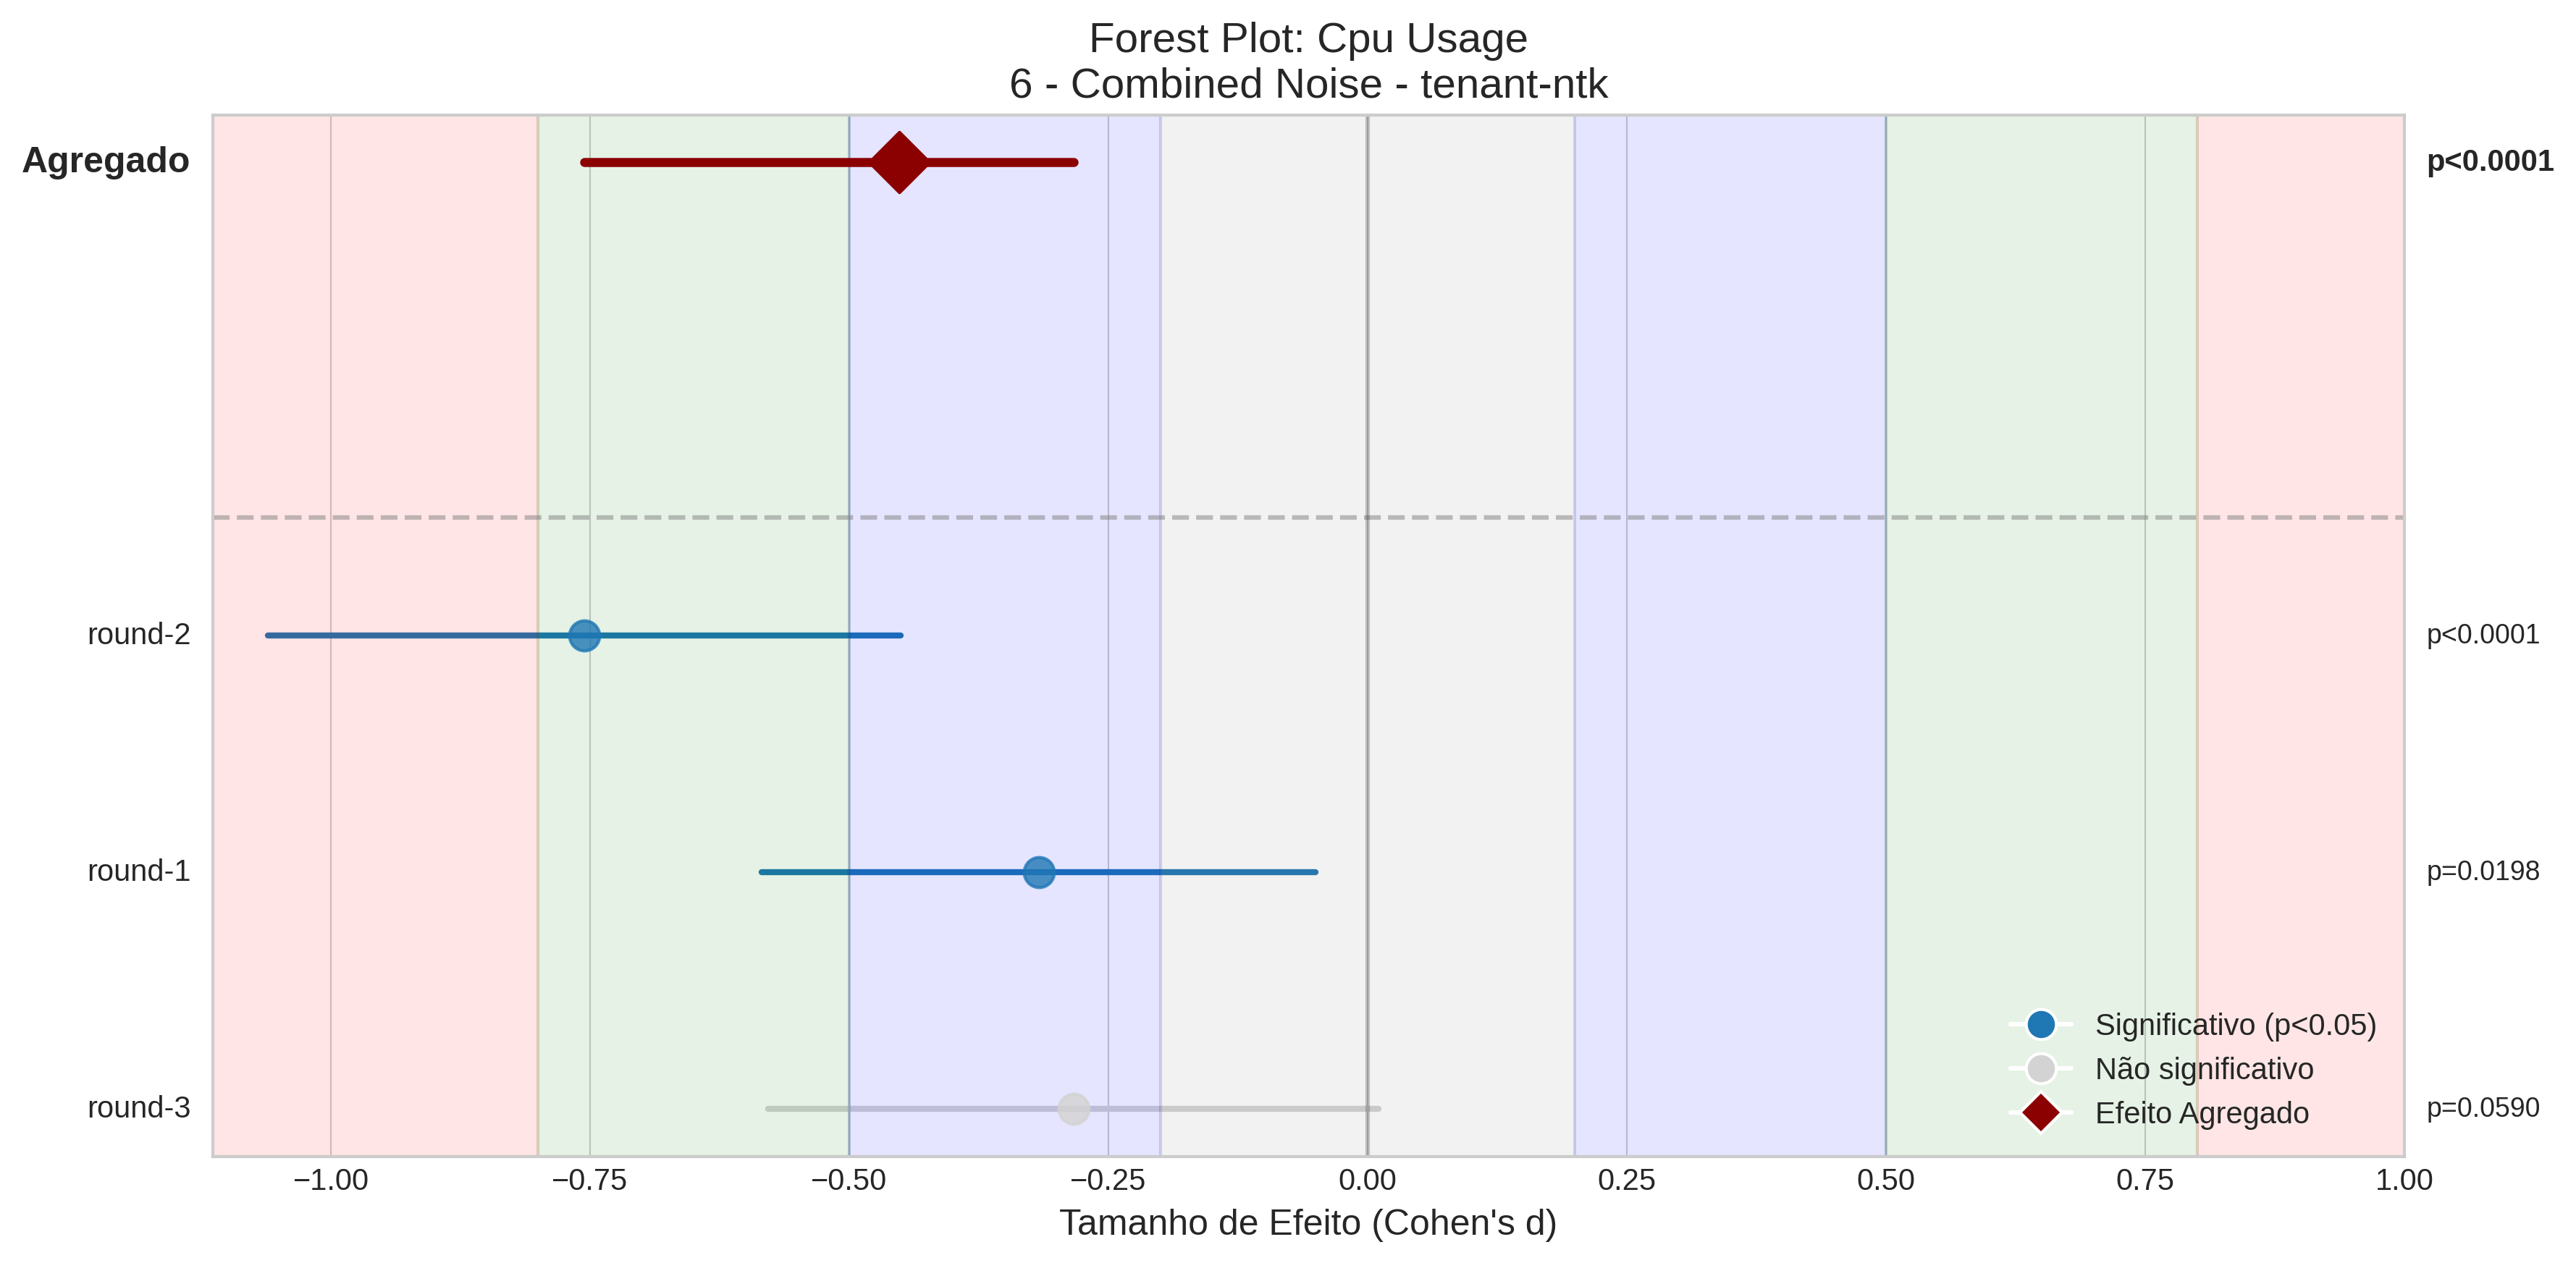 Forest Plot: Cpu Usage
6 - Combined Noise - tenant-ntk
Agregado
p<0.0001
round-2
p<0.0001
round-1
p=0.0198
round-3
p=0.0590
Significativo (p<0.05)
Não significativo
Efeito Agregado
−1.00 −0.75 −0.50 −0.25 0.00 0.25 0.50 0.75 1.00
Tamanho de Efeito (Cohen's d)